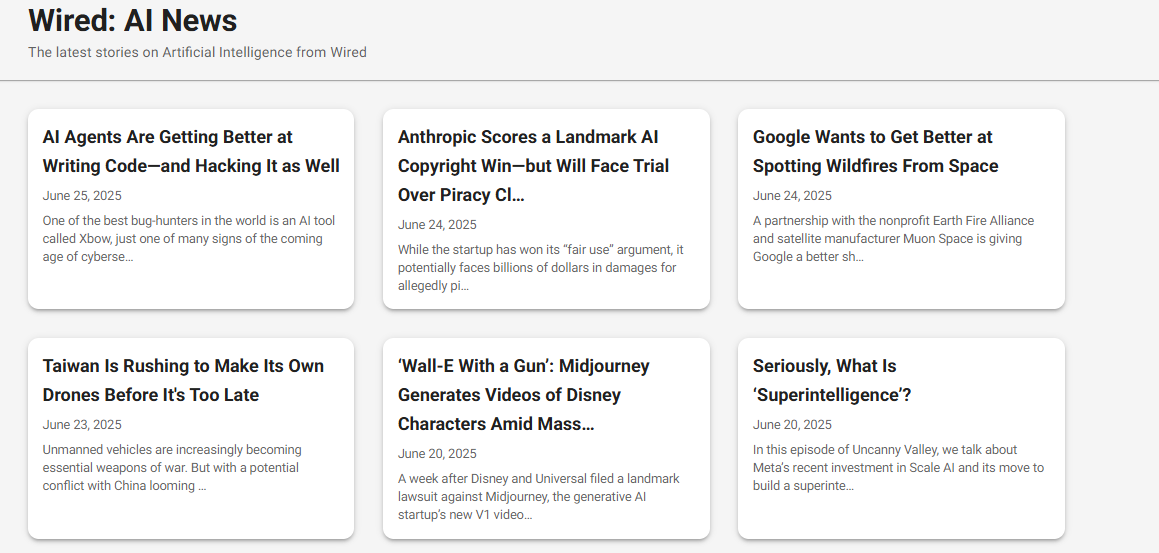 Wired: AI News
The latest stories on Artificial Intelligence from Wired
AI Agents Are Getting Better at
Writing Code—and Hacking It as Well
June 25, 2025
One of the best bug-hunters in the world is an AI tool
called Xbow, just one of many signs of the coming
age of cyberse...
Anthropic Scores a Landmark AI
Copyright Win—but Will Face Trial
Over Piracy Cl...
June 24, 2025
While the startup has won its “fair use” argument, it
potentially faces billions of dollars in damages for
allegedly pi...
Google Wants to Get Better at
Spotting Wildfires From Space
June 24, 2025
A partnership with the nonprofit Earth Fire Alliance
and satellite manufacturer Muon Space is giving
Google a better sh...
Taiwan Is Rushing to Make Its Own
Drones Before It's Too Late
June 23, 2025
Unmanned vehicles are increasingly becoming
essential weapons of war. But with a potential
conflict with China looming ...
‘Wall-E With a Gun’: Midjourney
Generates Videos of Disney
Characters Amid Mass...
June 20, 2025
A week after Disney and Universal filed a landmark
lawsuit against Midjourney, the generative AI
startup’s new V1 video...
Seriously, What Is
‘Superintelligence’?
June 20, 2025
In this episode of Uncanny Valley, we talk about
Meta’s recent investment in Scale AI and its move to
build a superinte...